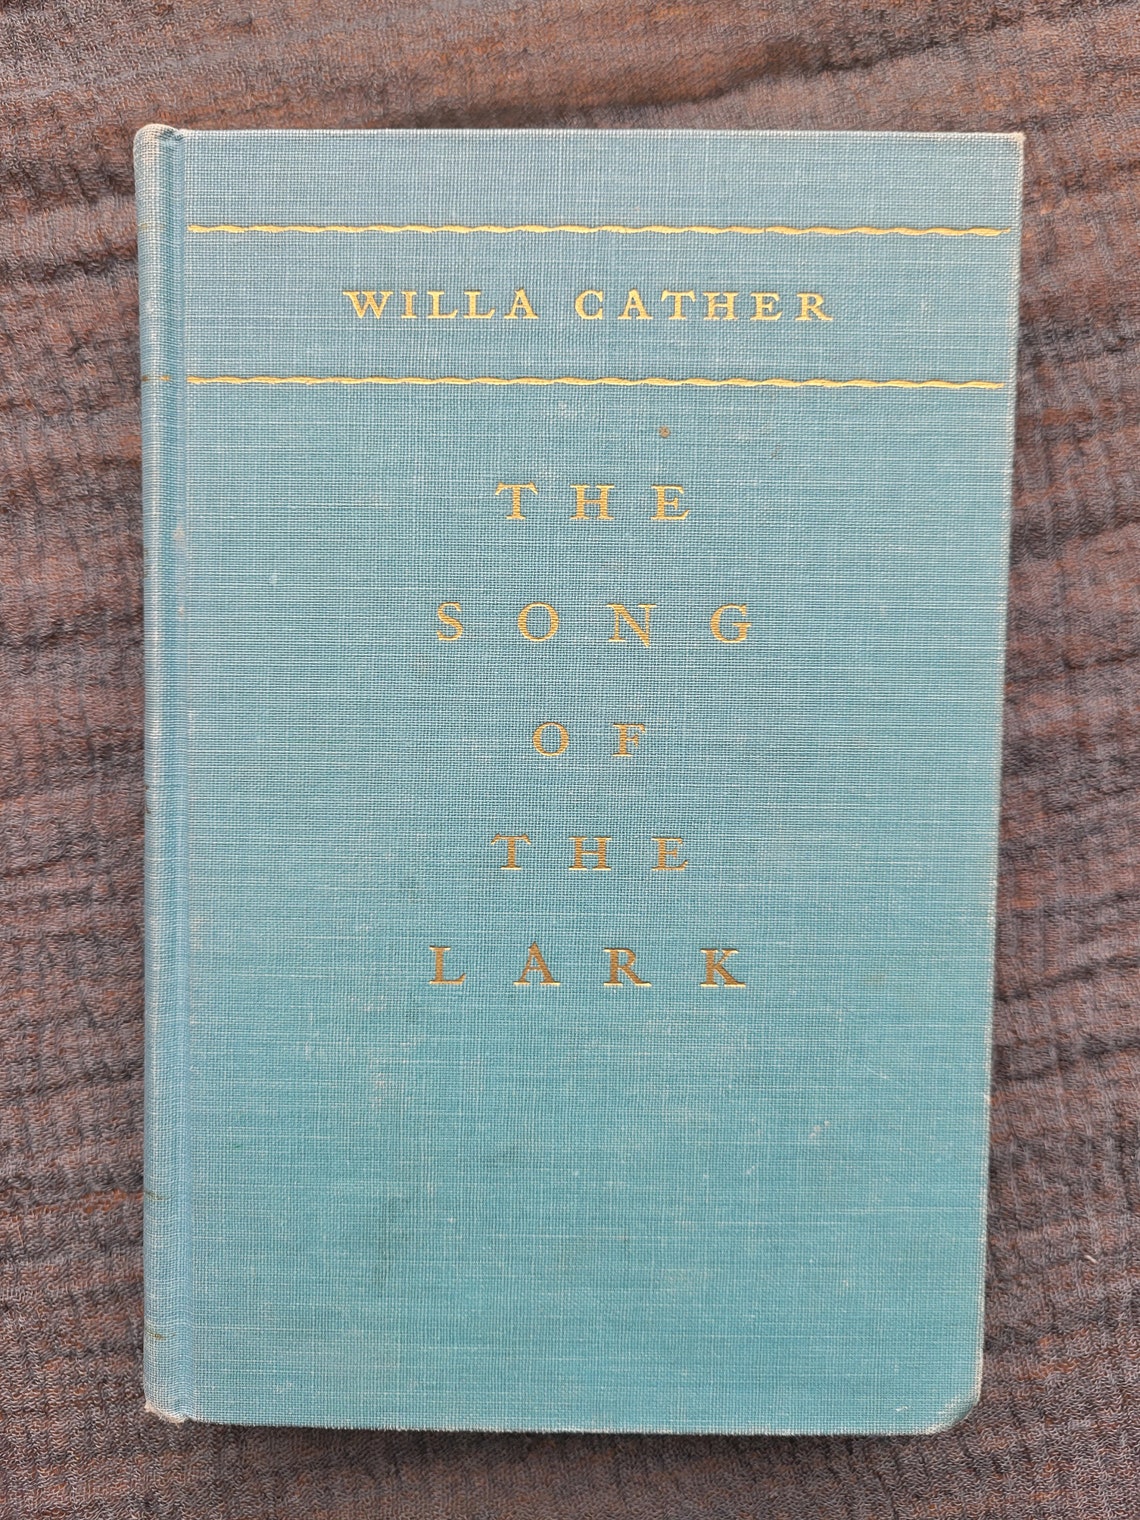 WILLA CATHER
THE
SONG
OF
THE
LARK